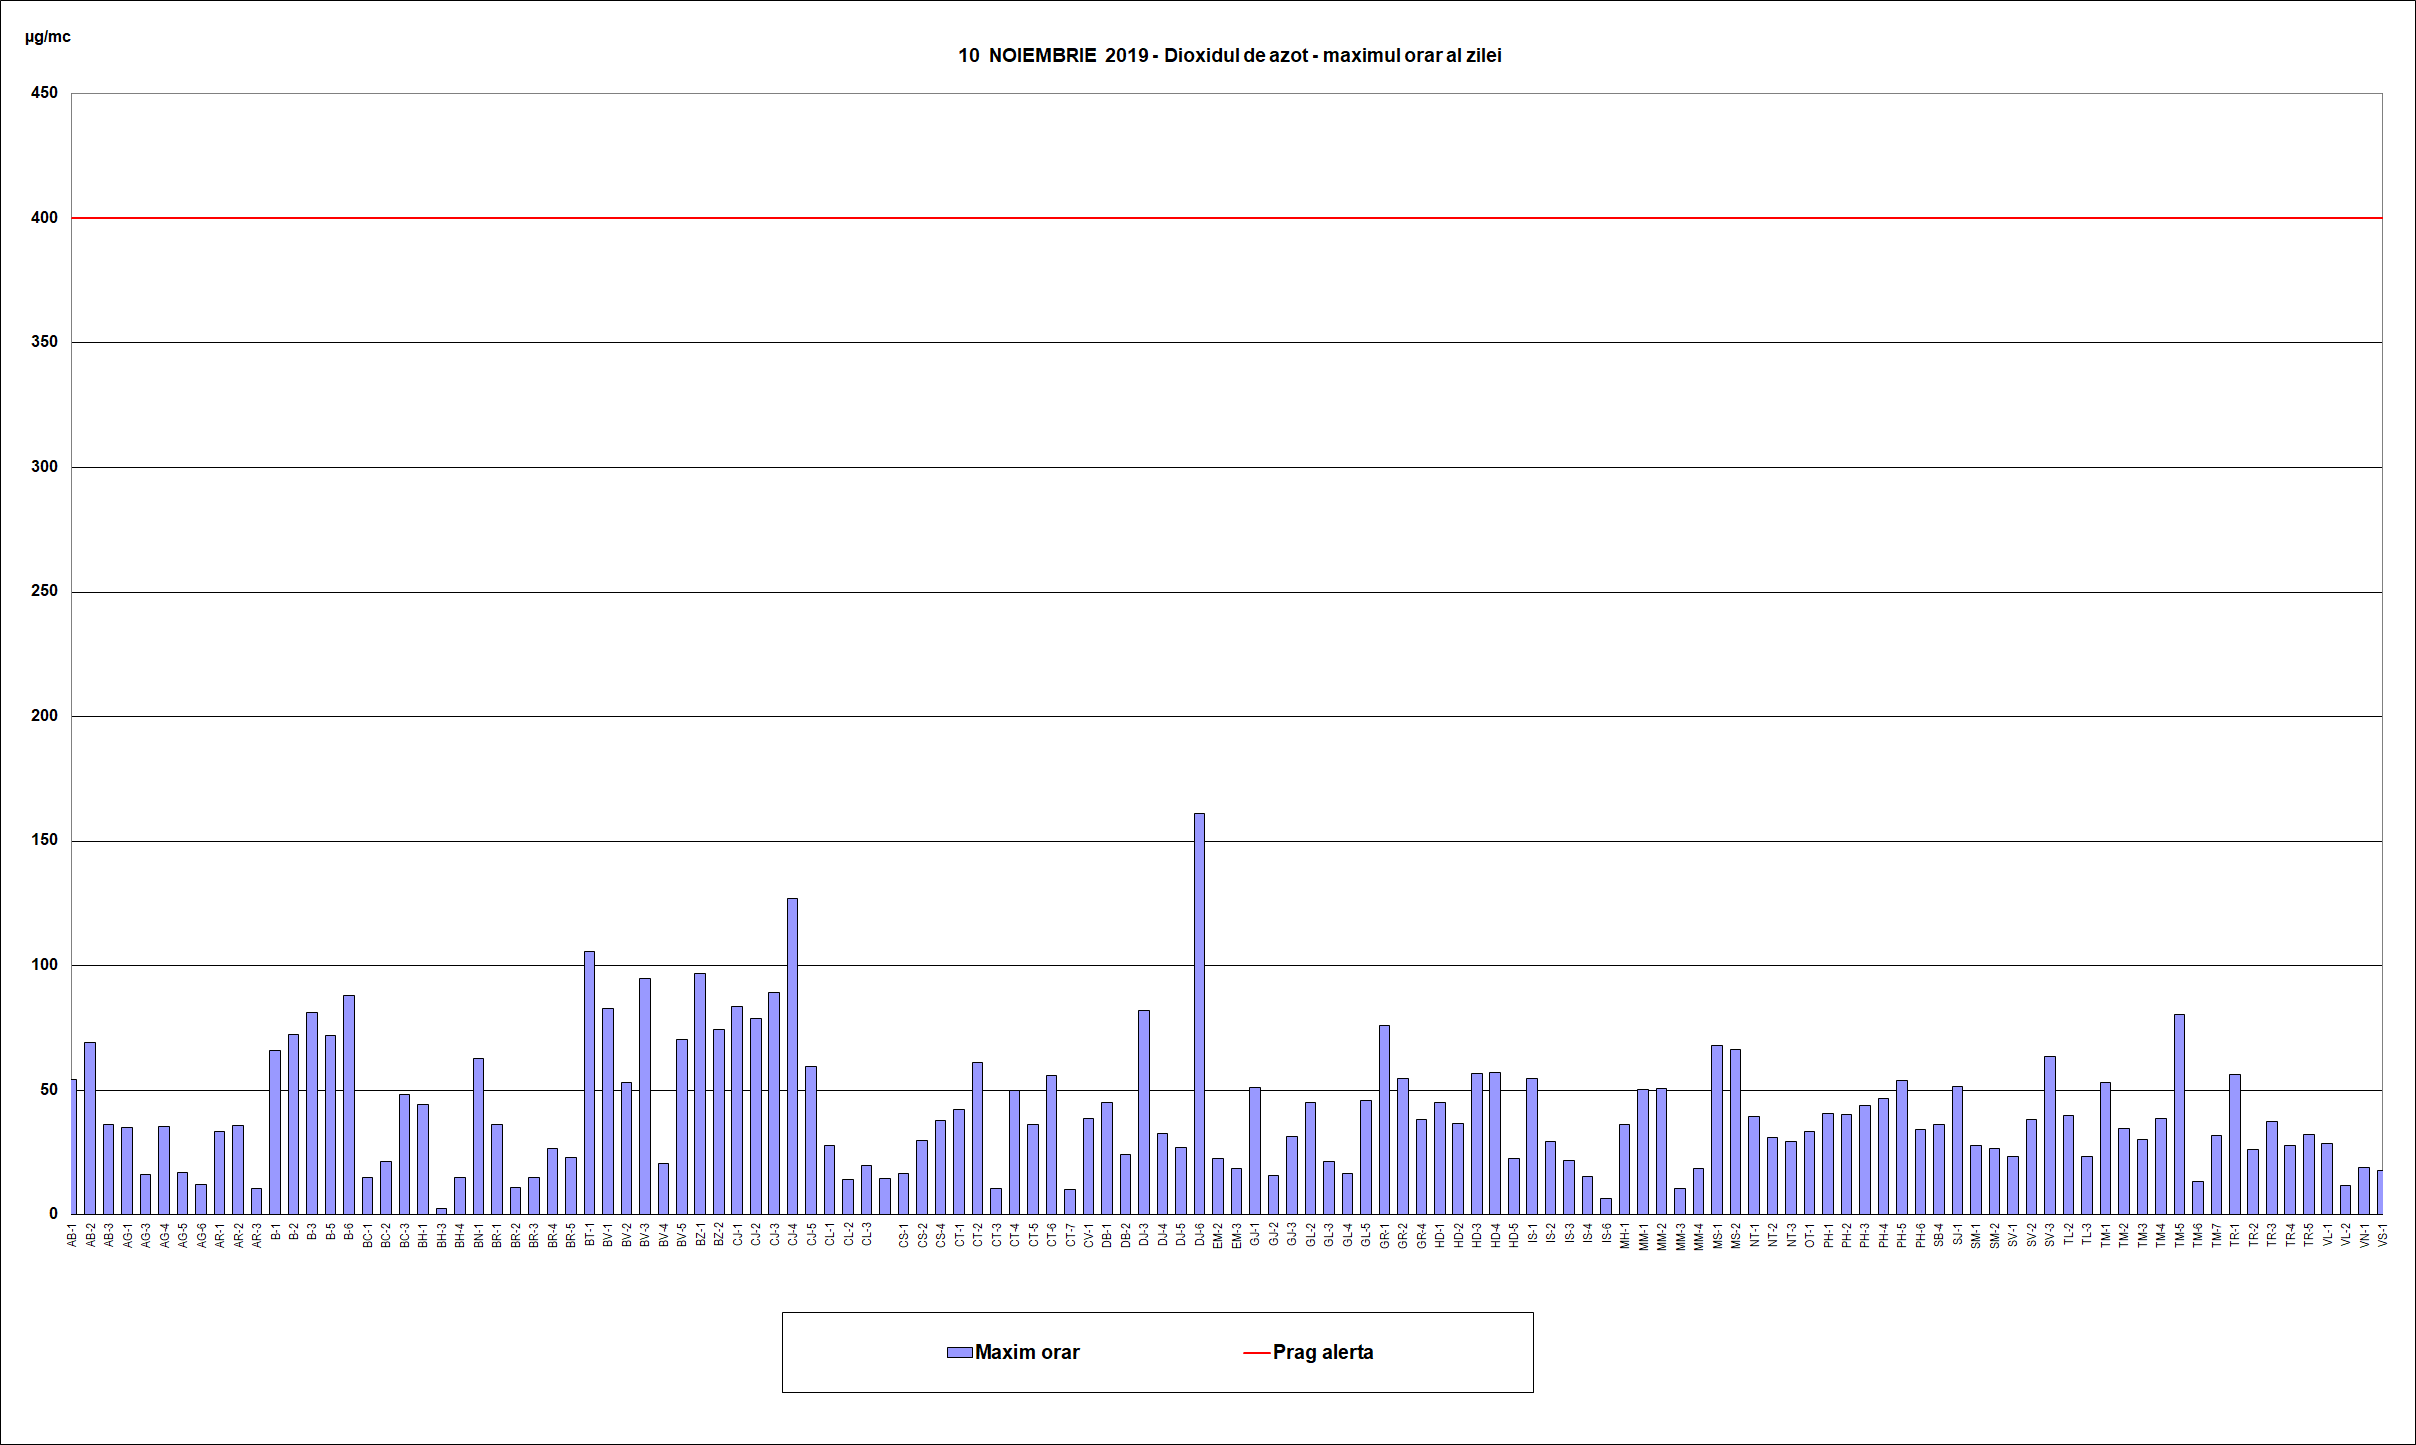 µg/mc
10 NOIEMBRIE 2019 - Dioxidul de azot - maximul orar al zilei
450
400
350
300
250
200
150
100
50
0
AB-1 AB-2 AB-3 AG-1 AG-3 AG-4 AG-5 AG-6 AR-1 AR-2 AR-3 B-1 B-2 B-3 B-5 B-6 BC-1 BC-2 BC-3 BH-1 BH-3 BH-4 BN-1 BR-1 BR-2 BR-3 BR-4 BR-5 BT-1 BV-1 BV-2 BV-3 BV-4 BV-5 BZ-1 BZ-2 CJ-1 CJ-2 CJ-3 CJ-4 CJ-5 CL-1 CL-2 CL-3 CS-1 CS-2 CS-4 CT-1 CT-2 CT-3 CT-4 CT-5 CT-6 CT-7 CV-1 DB-1 DB-2 DJ-3 DJ-4 DJ-5 DJ-6 EM-2 EM-3 GJ-1 GJ-2 GJ-3 GL-2 GL-3 GL-4 GL-5 GR-1 GR-2 GR-4 HD-1 HD-2 HD-3 HD-4 HD-5 IS-1 IS-2 IS-3 IS-4 IS-6 MH-1 MM-1 MM-2 MM-3 MM-4 MS-1 MS-2 NT-1 NT-2 NT-3 OT-1 PH-1 PH-2 PH-3 PH-4 PH-5 PH-6 SB-4 SJ-1 SM-1 SM-2 SV-1 SV-2 SV-3 TL-2 TL-3 TM-1 TM-2 TM-3 TM-4 TM-5 TM-6 TM-7 TR-1 TR-2 TR-3 TR-4 TR-5 VL-1 VL-2 VN-1 VS-1
Maxim orar Prag alerta